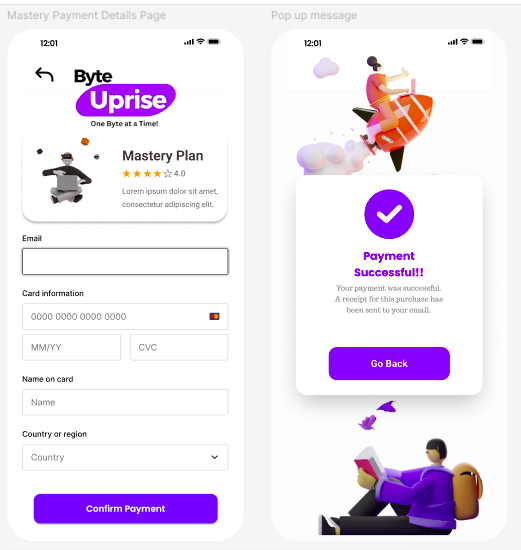 Mastery Payment Details Page
12:01
Byte
Uprise
One Byte at a Time!
Mastery Plan
4.0
Lorem ipsum dolor sit amet,
consectetur adipiscing elit.
Email
Card information
0000 0000 0000 0000
MM/YY CVC
Name on card
Name
Country or region
Country
Confirm Payment
Pop up message
12:01
Payment
Successful!!
Your payment was successful.
A receipt for this purchase has
been sent to your email.
Go Back